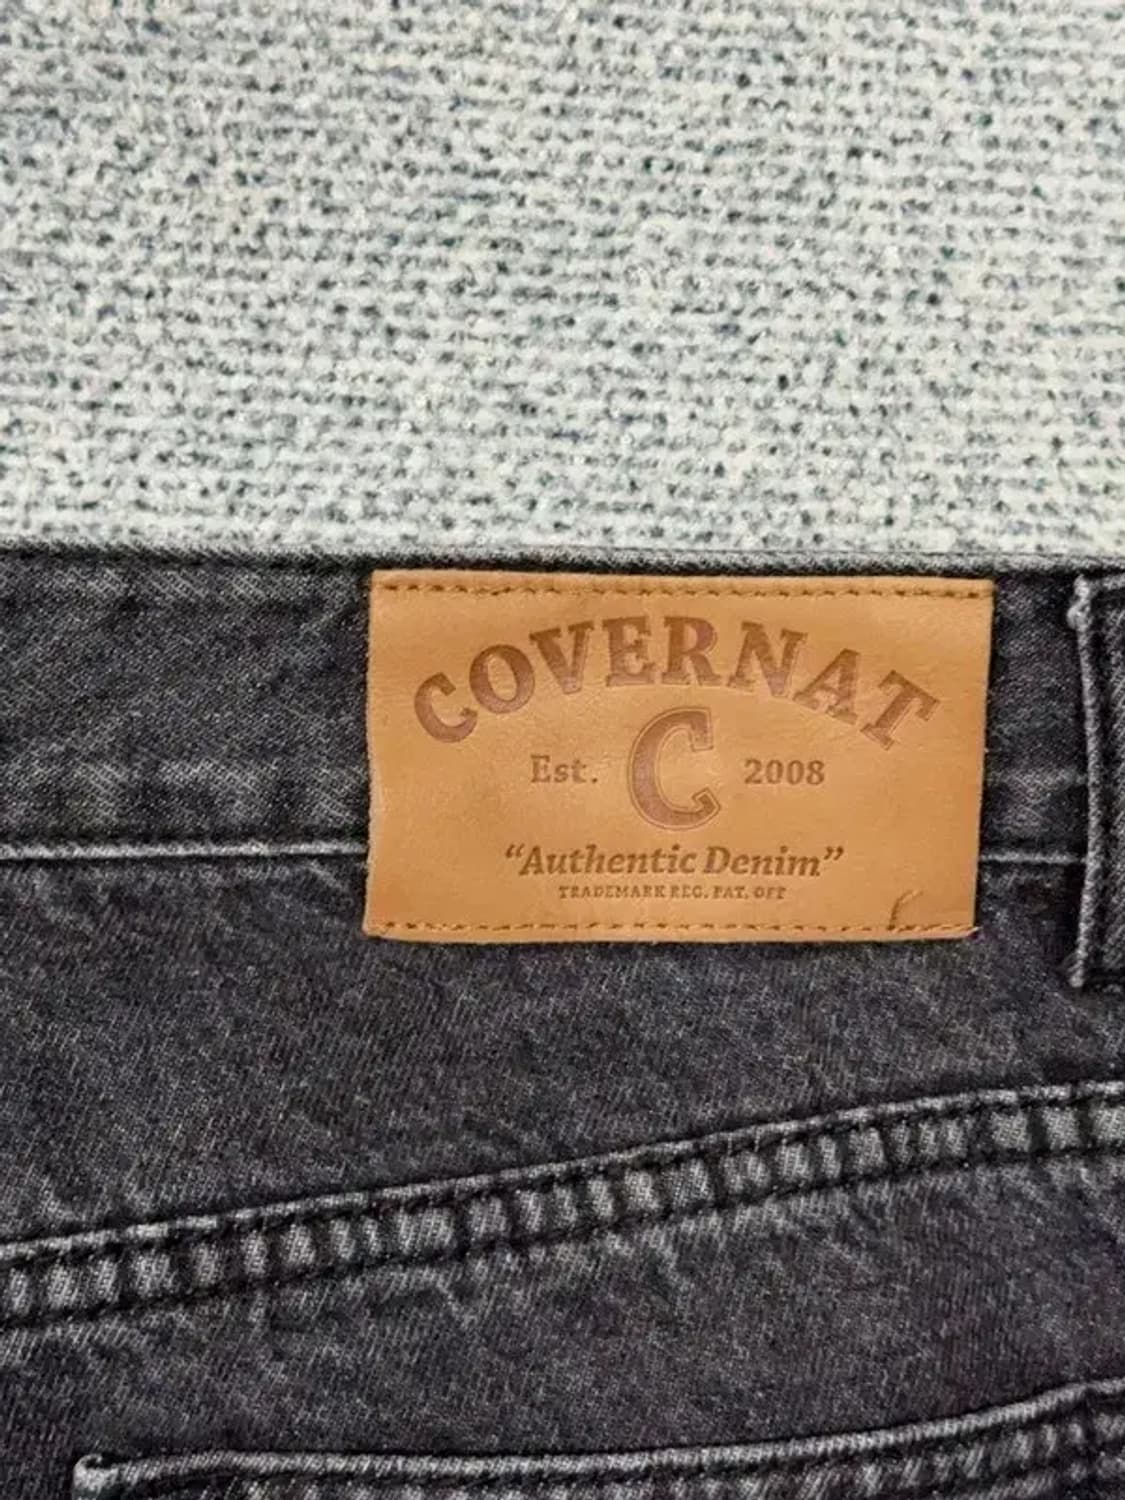 COVERNAT
Est. C 2008
“Authentic Denim”
TRADEMARK REG. PAT. OFF